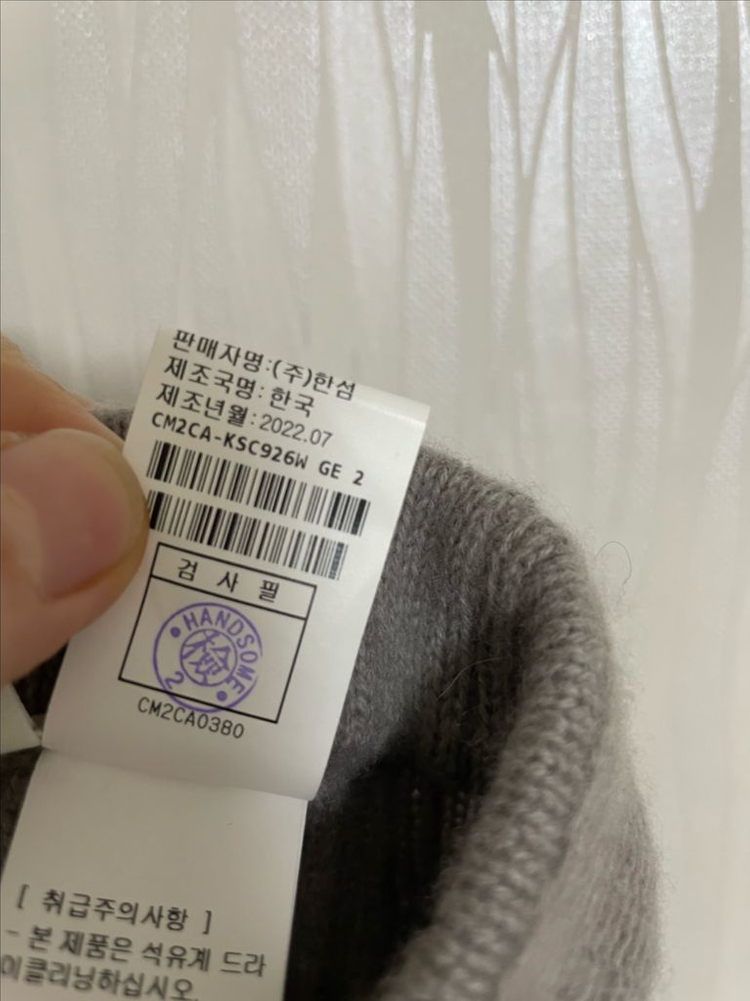 판매자명:(주)한섬
제조국명:한국
제조년월:2022.07
CM2CA-KSC926W GE 2
검 사 필
HANDSOME
檢
2
CM2CA0380
[ 취급주의사항 ]
- 본 제품은 석유계 드라
이클리닝하십시오.